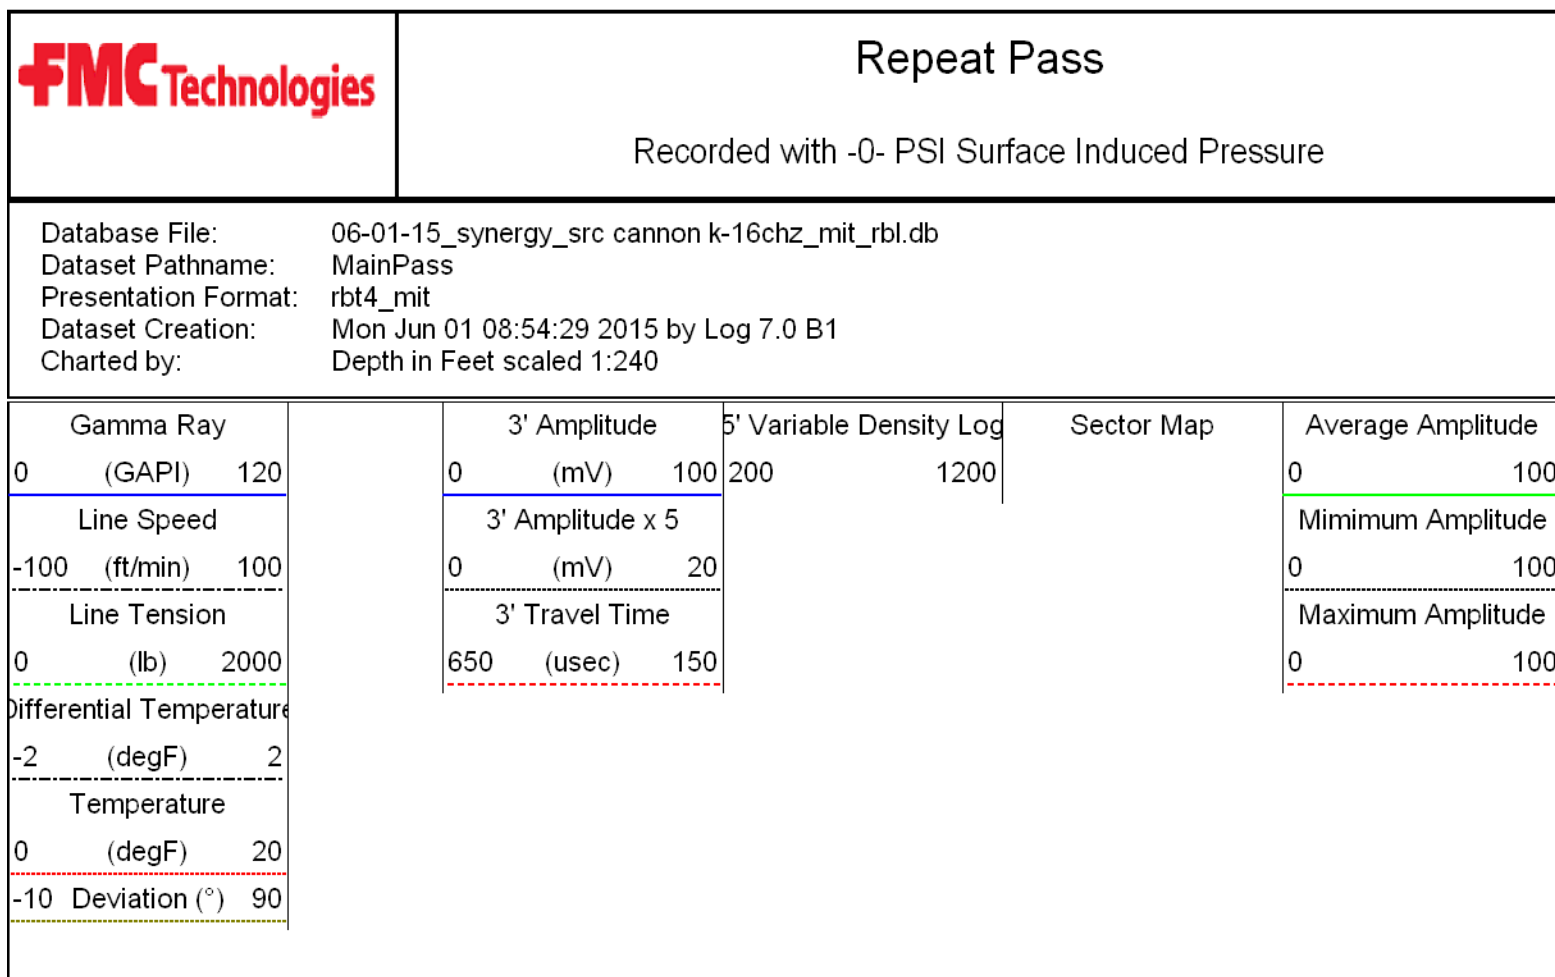 FMC Technologies
Repeat Pass
Recorded with -0- PSI Surface Induced Pressure
Database File: 06-01-15_synergy_src cannon k-16chz_mit_rbl.db
Dataset Pathname: MainPass
Presentation Format: rbt4_mit
Dataset Creation: Mon Jun 01 08:54:29 2015 by Log 7.0 B1
Charted by: Depth in Feet scaled 1:240
Gamma Ray
0 (GAPI) 120
Line Speed
-100 (ft/min) 100
Line Tension
0 (lb) 2000
Differential Temperature
-2 (degF) 2
Temperature
0 (degF) 20
-10 Deviation (°) 90
3' Amplitude
0 (mV) 100
3' Amplitude x 5
0 (mV) 20
3' Travel Time
650 (usec) 150
5' Variable Density Log
200 1200
Sector Map
Average Amplitude
0 100
Mimimum Amplitude
0 100
Maximum Amplitude
0 100